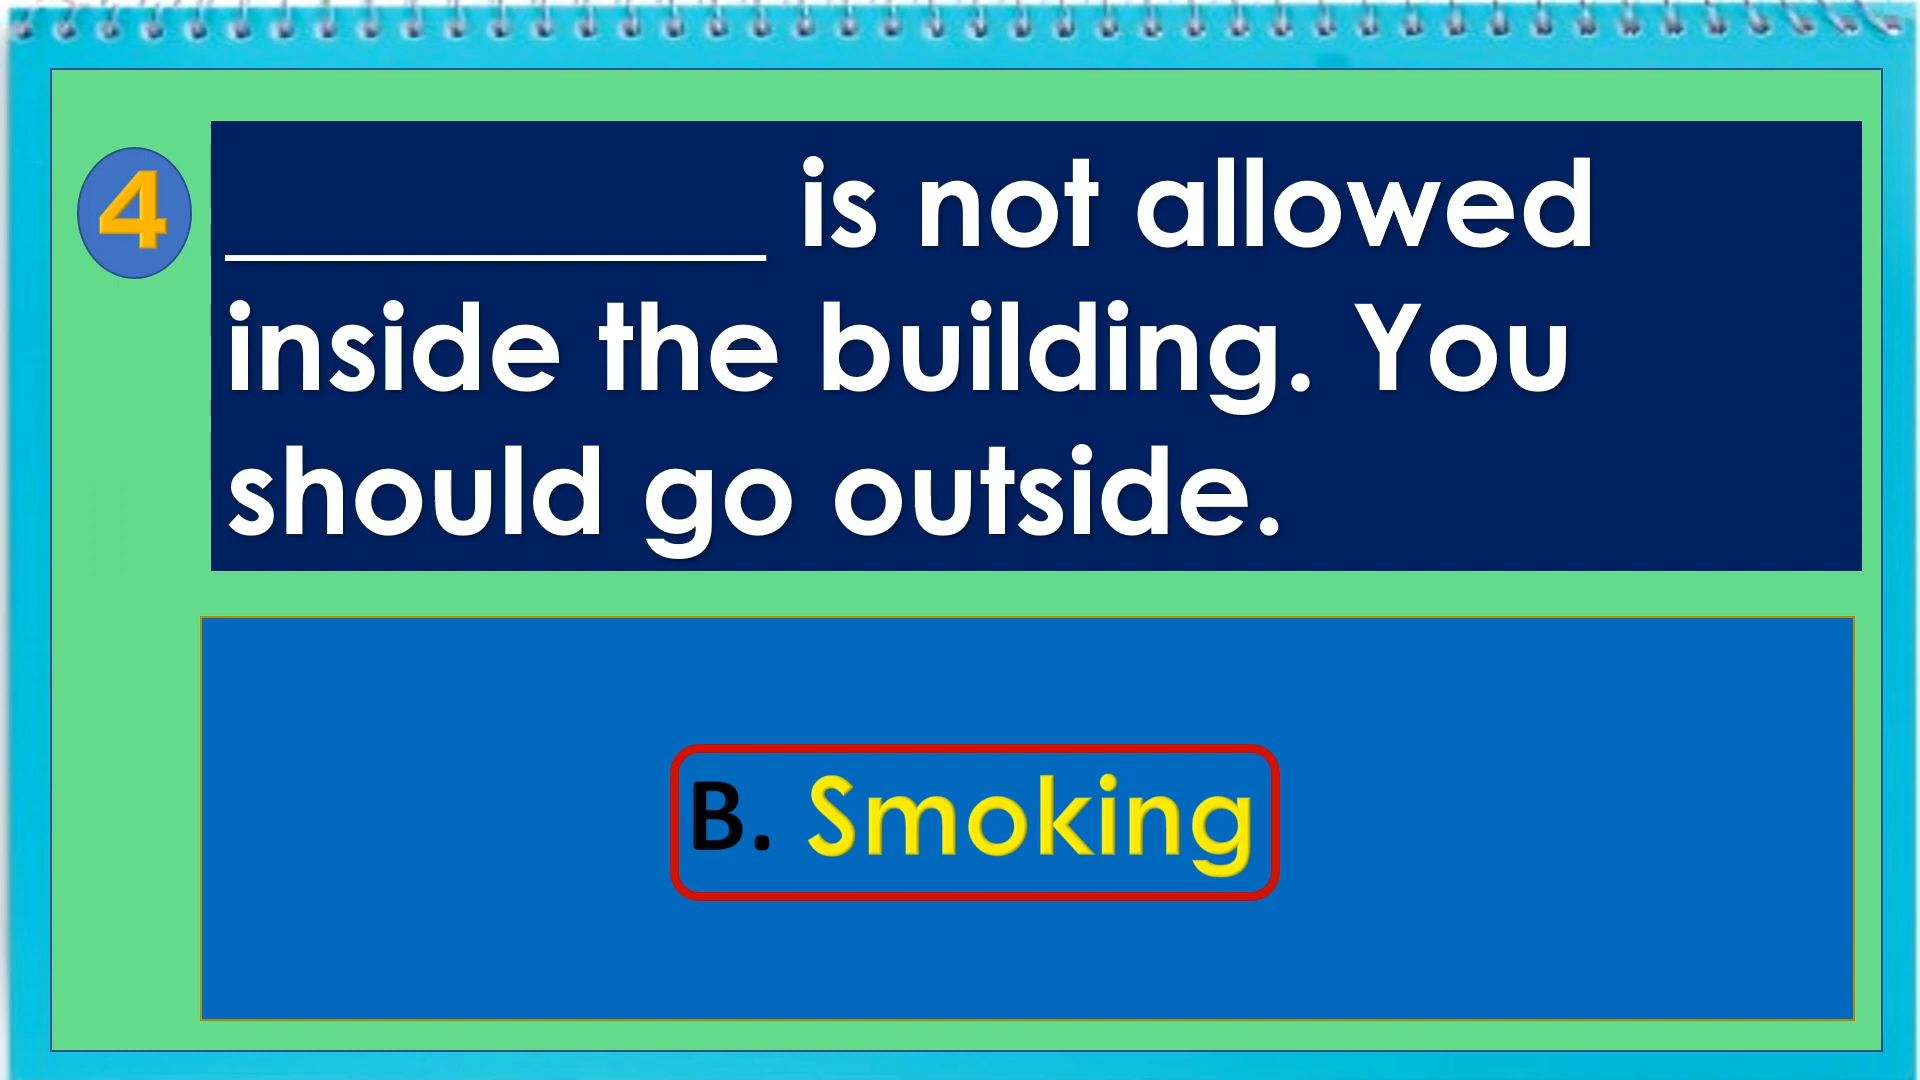 4
__________ is not allowed
inside the building. You
should go outside.
B. Smoking